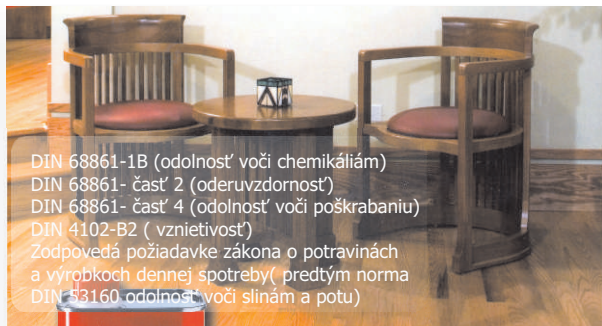 DIN 68861-1B (odolnosť voči chemikáliám)
DIN 68861- časť 2 (oderuvzdornosť)
DIN 68861- časť 4 (odolnosť voči poškrabaniu)
DIN 4102-B2 ( vznietivosť)
Zodpovedá požiadavke zákona o potravinách
a výrobkoch dennej spotreby( predtým norma
DIN 53160 odolnosť voči slinám a potu)